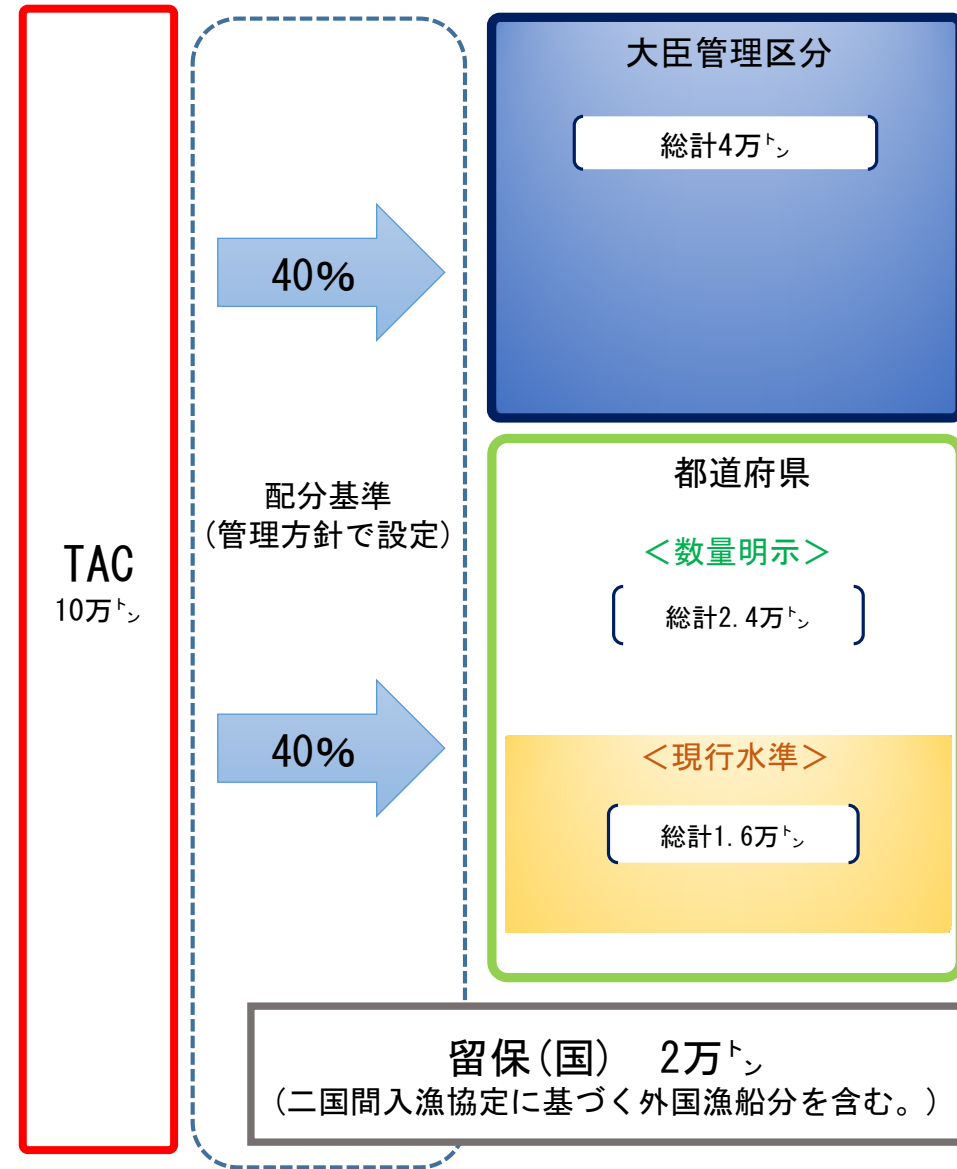 TAC
10万㌧
40%
配分基準
(管理方針で設定)
40%
大臣管理区分
総計4万㌧
都道府県
＜数量明示＞
総計2.4万㌧
＜現行水準＞
総計1.6万㌧
留保(国)　2万㌧
(二国間入漁協定に基づく外国漁船分を含む。)